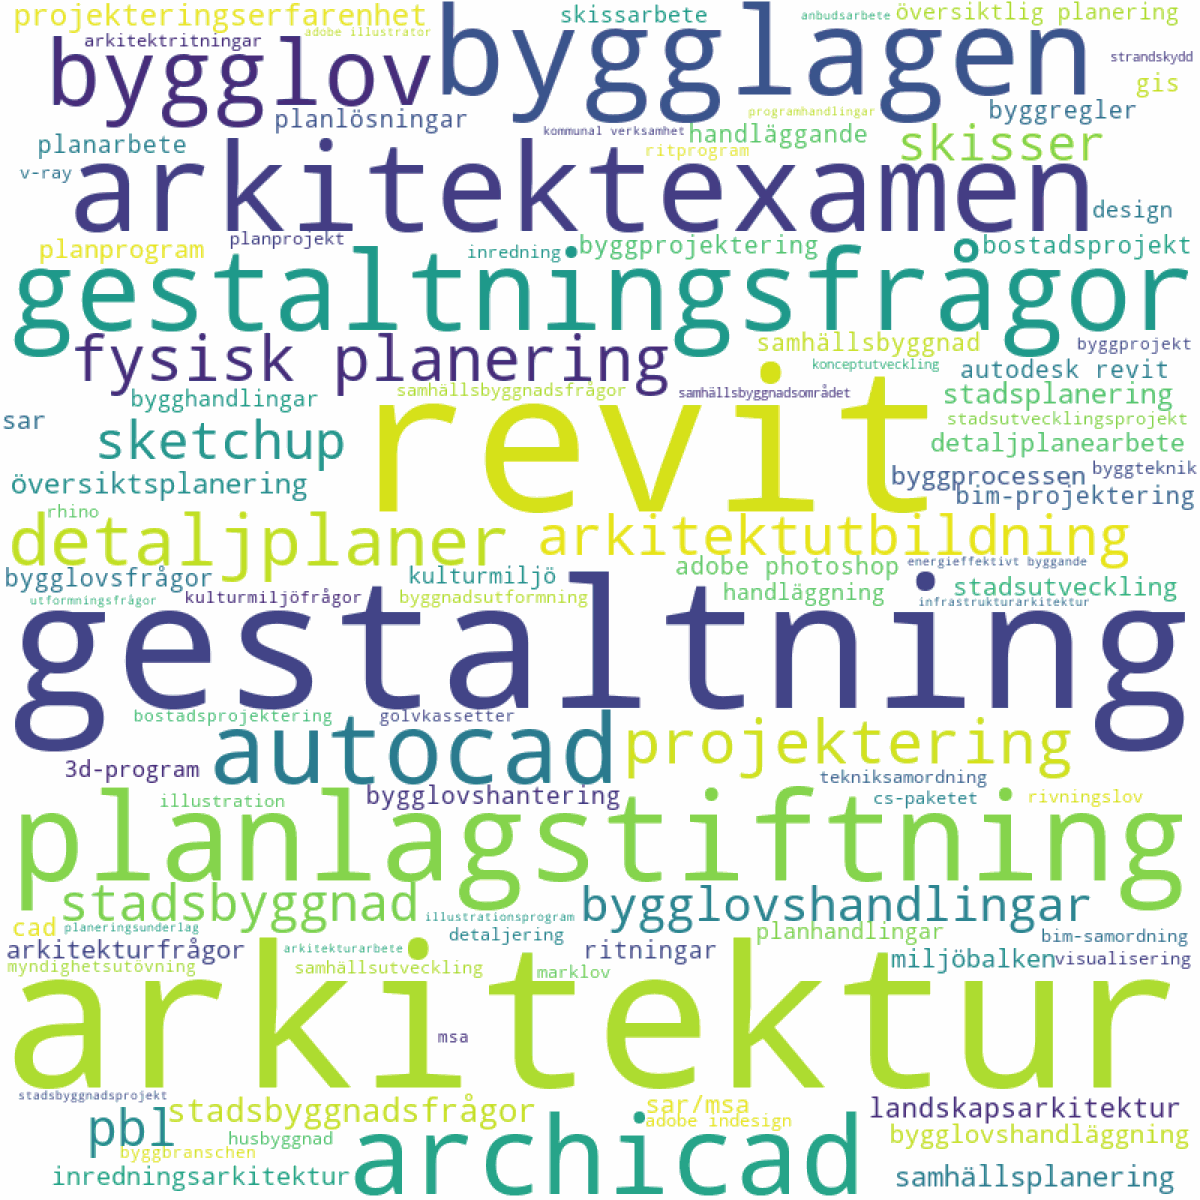 projekteringserfarenhet
skissarbete
anbudsarbete
översiktlig planering
arkitektritningar
adobe illustrator
bygglov
bygglagen
strandskydd
gis
planlösningar
programhandlingar
byggregler
planarbete
kommunal verksamhet
handläggande
skisser
ritprogram
v-ray
arkitektexamen
design
planprogram
planprojekt
inredning
byggprojektering
bostadsprojekt
gestaltningsfrågor
fysisk planering
samhällsbyggnad
byggprojekt
konceptutveckling
autodesk revit
bygghandlingar
samhällsbyggnadsfrågor
samhällsbyggnadsområdet
stadsplanering
revit
sar
sketchup
stadsutvecklingsprojekt
detaljplanearbete
översiktsplanering
byggprocessen
byggteknik
bim-projektering
rhino
detaljplaner
arkitektutbildning
bygglovsfrågor
kulturmiljö
adobe photoshop
energieffektivt byggande
handläggning
stadsutveckling
utformningsfrågor
kulturmiljöfrågor
byggnadsutformning
infrastrukturarkitektur
gestaltning
bostadsprojektering
golvkassetter
autocad
projektering
3d-program
tekniksamordning
illustration
bygglovshantering
cs-paketet
rivningslov
planlagstiftning
stadsbyggnad
bygglovshandlingar
cad
planeringsunderlag
illustrationsprogram
detaljering
planhandlingar
bim-samordning
arkitekturfrågor
arkitekturarbete
ritningar
miljöbalken
visualisering
myndighetsutövning
samhällsutveckling
marklov
arkitektur
msa
stadsbyggnadsprojekt
stadsbyggnadsfrågor
sar/msa
adobe indesign
landskapsarkitektur
pbl
husbyggnad
archicad
bygglovshandläggning
byggbranschen
inredningsarkitektur
samhällsplanering